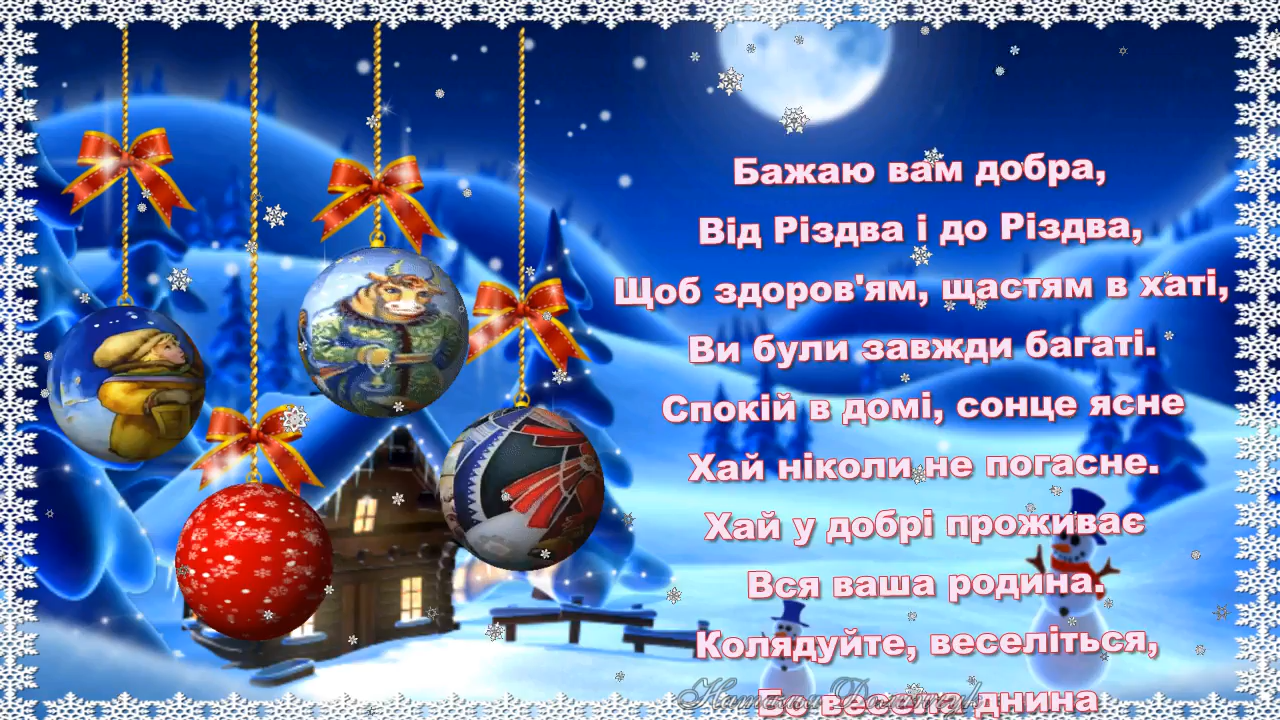 Бажаю вам добра,
Від Різдва і до Різдва,
Щоб здоров'ям, щастям в хаті,
Ви були завжди багаті.
Спокій в домі, сонце ясне
Хай ніколи не погасне.
Хай у добрі проживає
Вся ваша родина.
Колядуйте, веселіться,
Бо весела днина